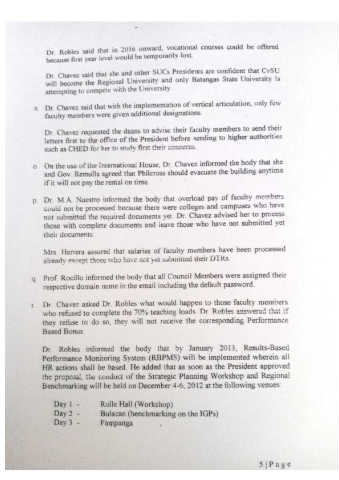 Dr. Robles said that in 2016 onward, vocational courses could be offered
because first year level would be temporarily lost.
Dr. Chavez said that she and other SUCs Presidents are confident that CvSU
will become the Regional University and only Batangas State University is
attempting to compete with the University.
n. Dr. Chavez said that with the implementation of vertical articulation, only few
faculty members were given additional designations.
Dr. Chavez requested the deans to advise their faculty members to send their
letters first to the office of the President before sending to higher authorities
such as CHED for her to study first their concerns.
o. On the use of the International House, Dr. Chavez informed the body that she
and Gov. Remulla agreed that Philcross should evacuate the building anytime
if it will not pay the rental on time.
p. Dr. M.A. Nuestro informed the body that overload pay of faculty members
could not be processed because there were colleges and campuses who have
not submitted the required documents yet. Dr. Chavez advised her to process
those with complete documents and leave those who have not submitted yet
their documents.
Mrs. Herrera assured that salaries of faculty members have been processed
already except those who have not yet submitted their DTRs.
q. Prof. Rocillo informed the body that all Council Members were assigned their
respective domain name in the email including the default password.
r. Dr. Chavez asked Dr. Robles what would happen to those faculty members
who refused to complete the 70% teaching loads. Dr. Robles answered that if
they refuse to do so, they will not receive the corresponding Performance
Based Bonus.
Dr. Robles informed the body that by January 2013, Results-Based
Performance Monitoring System (RBPMS) will be implemented wherein all
HR actions shall be based. He added that as soon as the President approved
the proposal, the conduct of the Strategic Planning Workshop and Regional
Benchmarking will be held on December 4-6, 2012 at the following venues:
Day 1 - Rolle Hall (Workshop)
Day 2 - Bulacan (benchmarking on the IGPs)
Day 3 - Pampanga
5 | P a g e